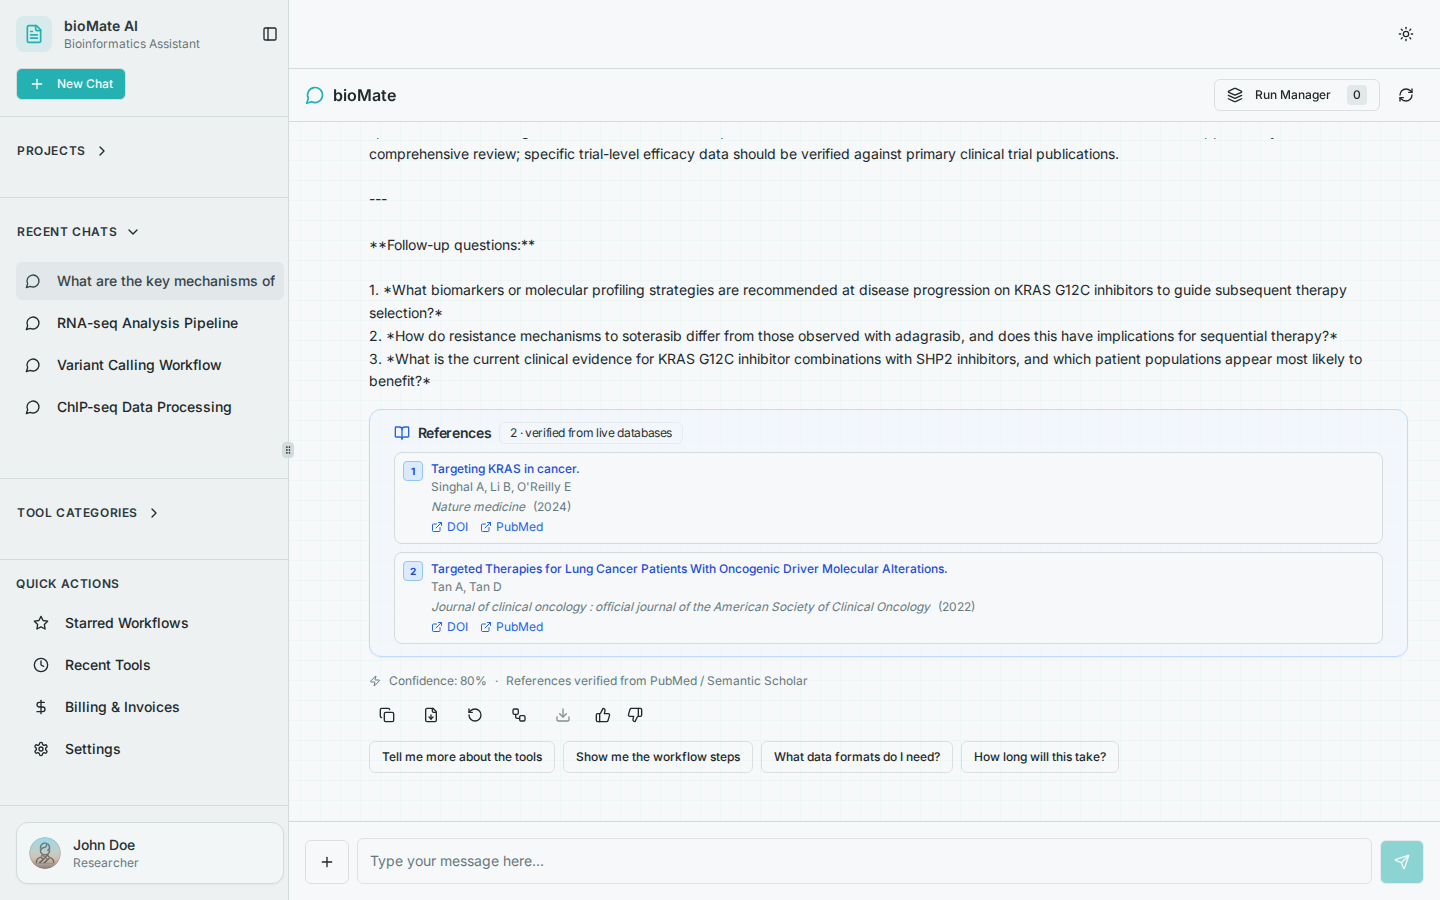 bioMate AI
Bioinformatics Assistant
New Chat
PROJECTS
RECENT CHATS
What are the key mechanisms of
RNA-seq Analysis Pipeline
Variant Calling Workflow
ChIP-seq Data Processing
TOOL CATEGORIES
QUICK ACTIONS
Starred Workflows
Recent Tools
Billing & Invoices
Settings
John Doe
Researcher
bioMate
Run Manager 0
comprehensive review; specific trial-level efficacy data should be verified against primary clinical trial publications.
---
**Follow-up questions:**
1. *What biomarkers or molecular profiling strategies are recommended at disease progression on KRAS G12C inhibitors to guide subsequent therapy
selection?*
2. *How do resistance mechanisms to soterasib differ from those observed with adagrasib, and does this have implications for sequential therapy?*
3. *What is the current clinical evidence for KRAS G12C inhibitor combinations with SHP2 inhibitors, and which patient populations appear most likely to
benefit?*
References 2 · verified from live databases
1 Targeting KRAS in cancer.
Singhal A, Li B, O'Reilly E
Nature medicine (2024)
DOI PubMed
2 Targeted Therapies for Lung Cancer Patients With Oncogenic Driver Molecular Alterations.
Tan A, Tan D
Journal of clinical oncology : official journal of the American Society of Clinical Oncology (2022)
DOI PubMed
Confidence: 80% · References verified from PubMed / Semantic Scholar
Tell me more about the tools
Show me the workflow steps
What data formats do I need?
How long will this take?
Type your message here...